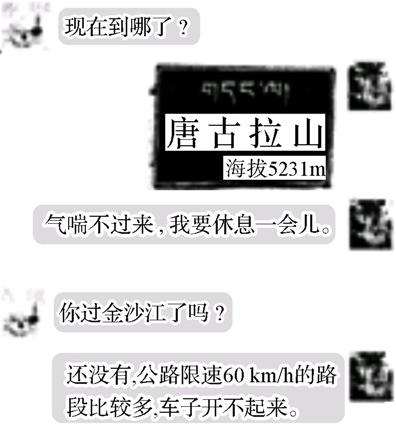 现在到哪了？
གདང་ལ།
唐古拉山
海拔5231m
气喘不过来，我要休息一会儿。
你过金沙江了吗？
还没有,公路限速60 km/h的路
段比较多,车子开不起来。